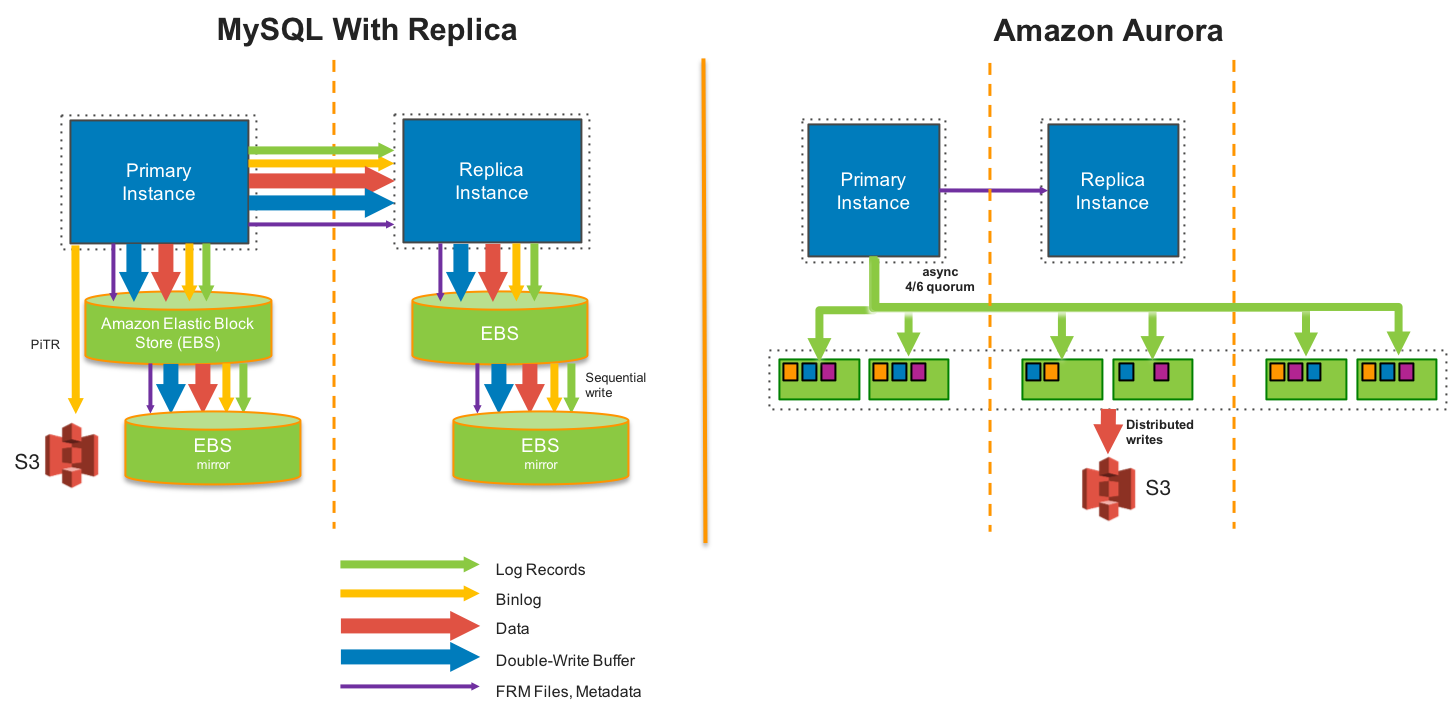 MySQL With Replica
Primary
Instance
Replica
Instance
Amazon Elastic Block
Store (EBS)
EBS
PiTR
Sequential
write
S3
EBS
mirror
EBS
mirror
Log Records
Binlog
Data
Double-Write Buffer
FRM Files, Metadata
Amazon Aurora
Primary
Instance
Replica
Instance
async
4/6 quorum
Distributed
writes
S3